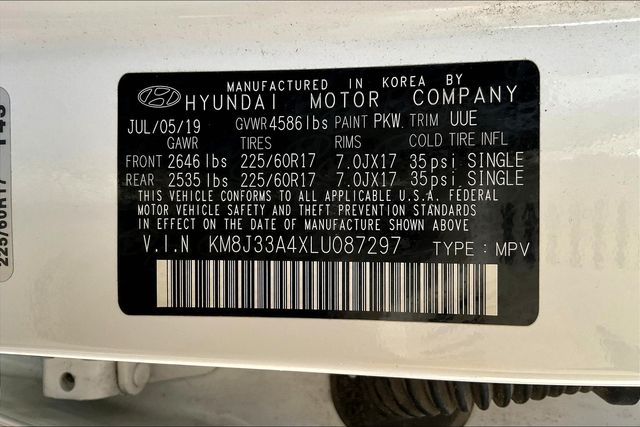 MANUFACTURED IN KOREA BY
HYUNDAI MOTOR COMPANY
JUL/05/19 GVWR 4586 lbs PAINT PKW. TRIM UUE
GAWR TIRES RIMS COLD TIRE INFL
FRONT 2646 lbs 225/60R17 7.0JX17 35psi, SINGLE
REAR 2535 lbs 225/60R17 7.0JX17 35psi, SINGLE
THIS VEHICLE CONFORMS TO ALL APPLICABLE U.S.A. FEDERAL
MOTOR VEHICLE SAFETY AND THEFT PREVENTION STANDARDS
IN EFFECT ON THE DATE OF MANUFACTURE SHOWN ABOVE
V.I.N KM8J33A4XLU087297 TYPE : MPV
225/60R17